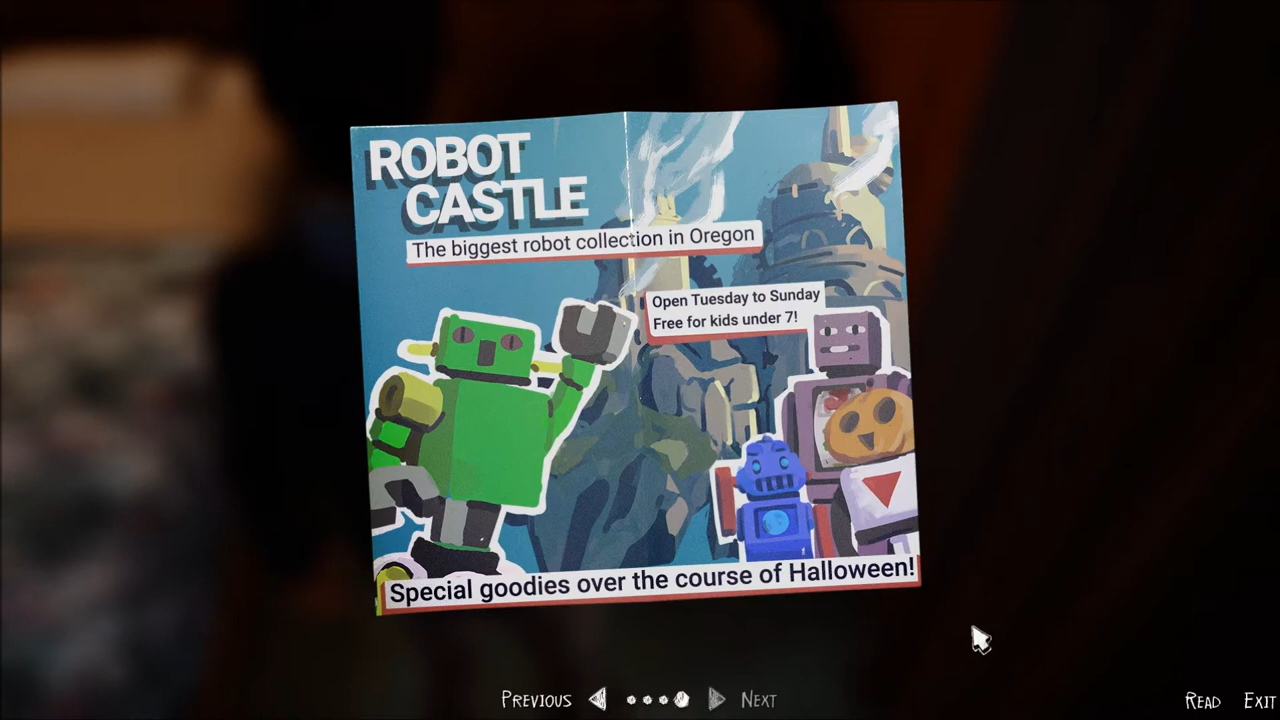 ROBOT
CASTLE
The biggest robot collection in Oregon
Open Tuesday to Sunday
Free for kids under 7!
Special goodies over the course of Halloween!
PREVIOUS
NEXT
READ
EXIT